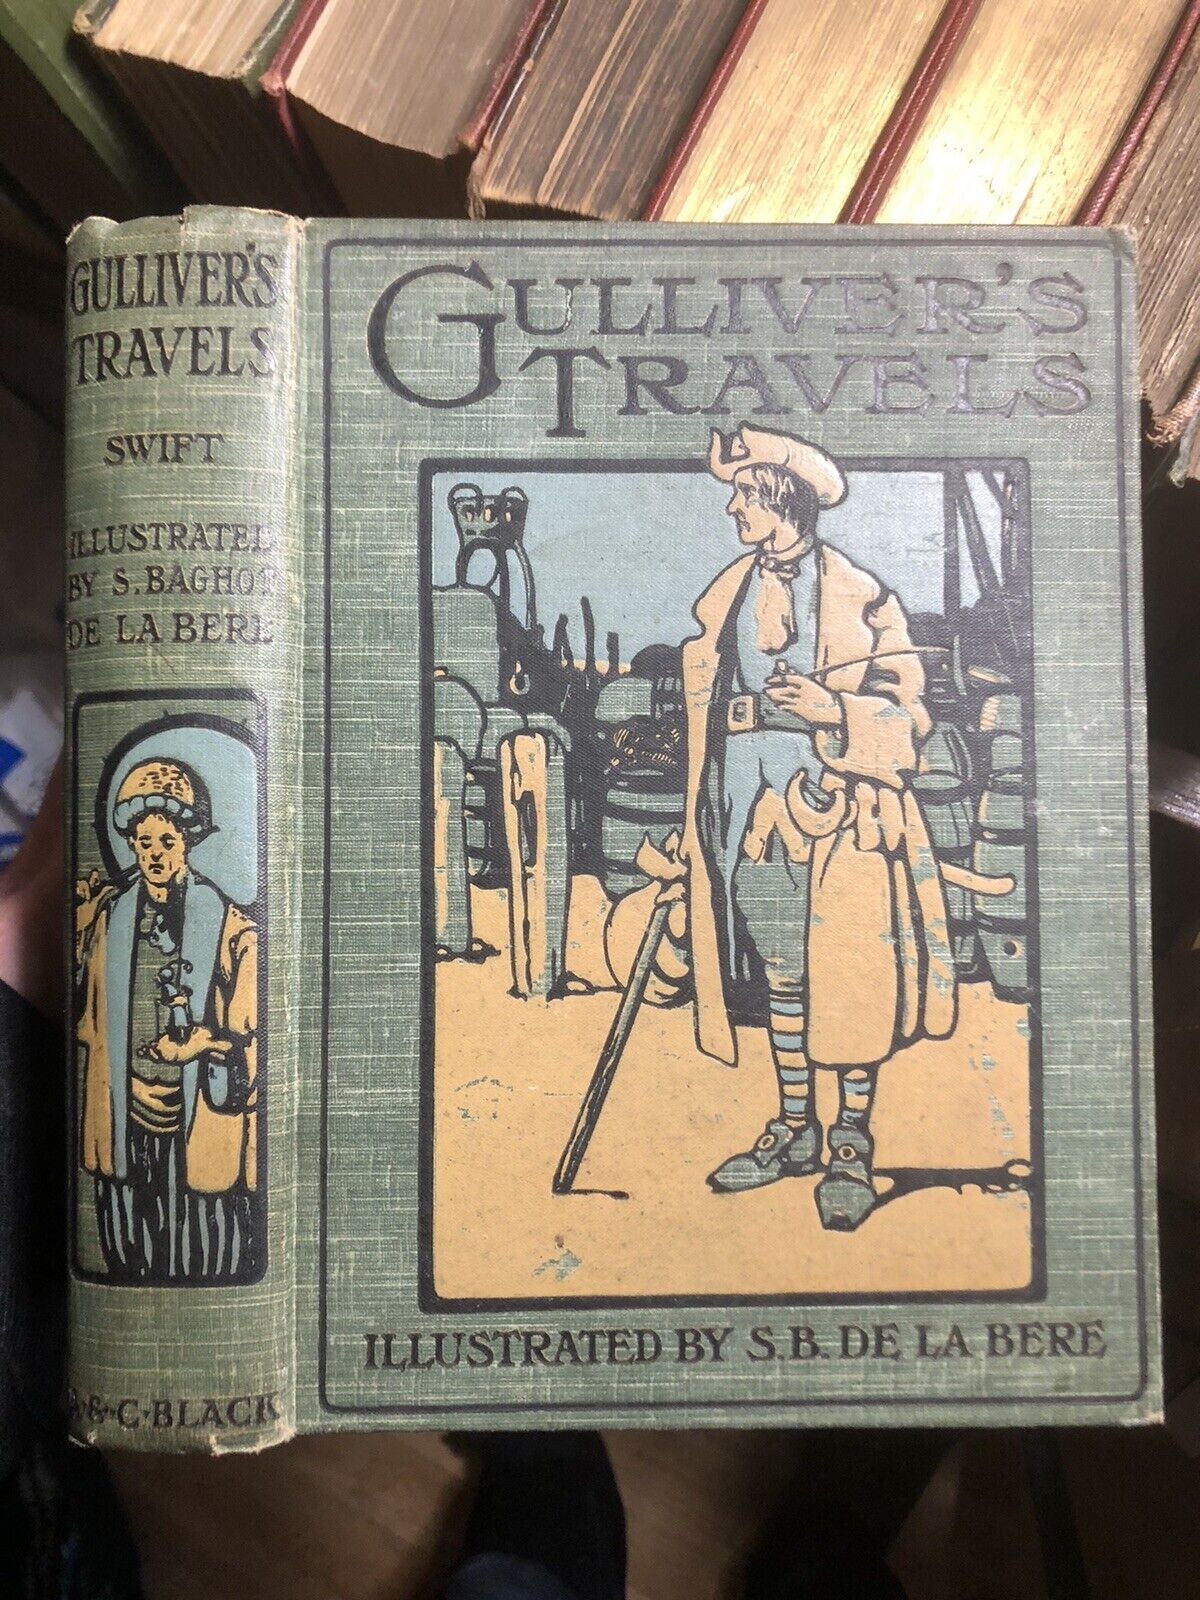 GULLIVER'S
TRAVELS
SWIFT
ILLUSTRATED
BY S. BAGHOT
DE LA BERE
A·&·C·BLACK
GULLIVER'S
TRAVELS
ILLUSTRATED BY S.B. DE LA BERE